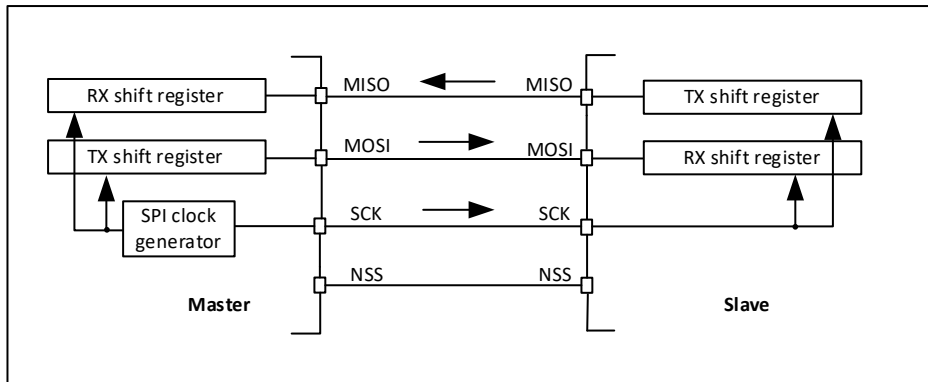 RX shift register MISO MISO TX shift register
TX shift register MOSI MOSI RX shift register
SPI clock
generator
SCK SCK
NSS NSS
Master Slave